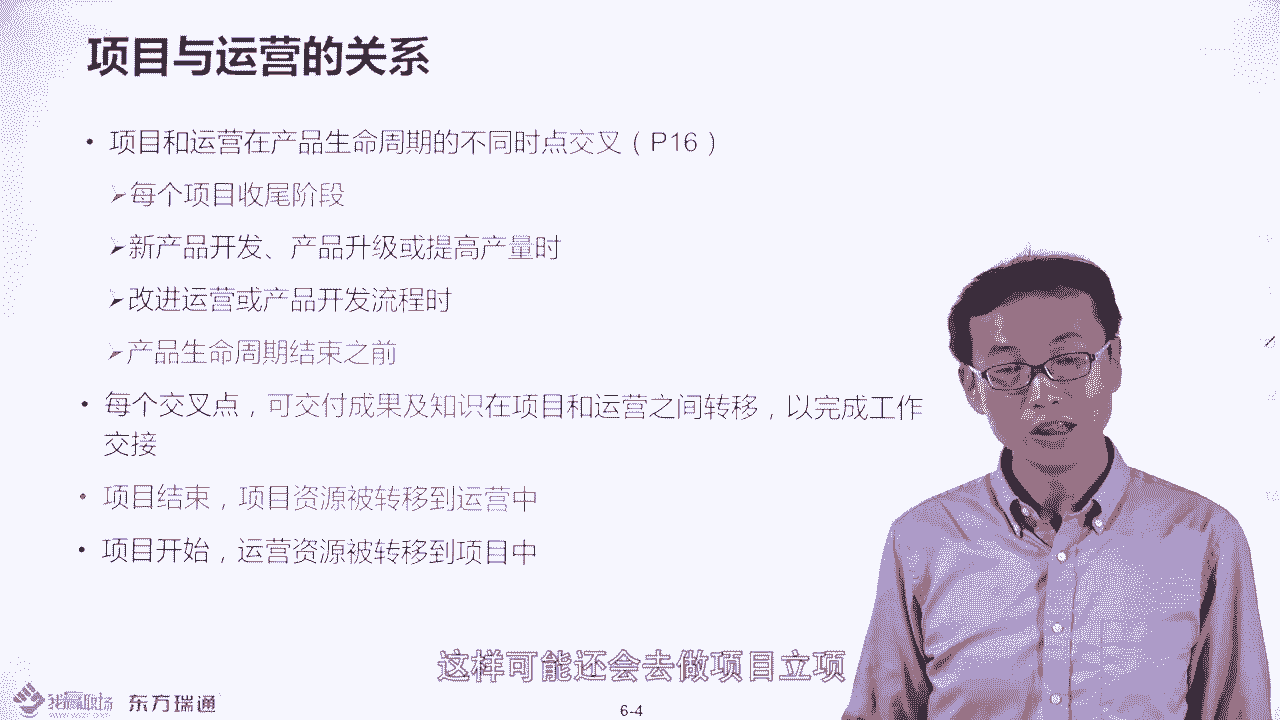 项目与运营的关系
• 项目和运营在产品生命周期的不同时点交叉（P16）
➢每个项目收尾阶段
➢新产品开发、产品升级或提高产量时
➢改进运营或产品开发流程时
➢产品生命周期结束之前
• 每个交叉点，可交付成果及知识在项目和运营之间转移，以完成工作
交接
• 项目结束，项目资源被转移到运营中
• 项目开始，运营资源被转移到项目中
这样可能还会去做项目立项
东方瑞通
6-4